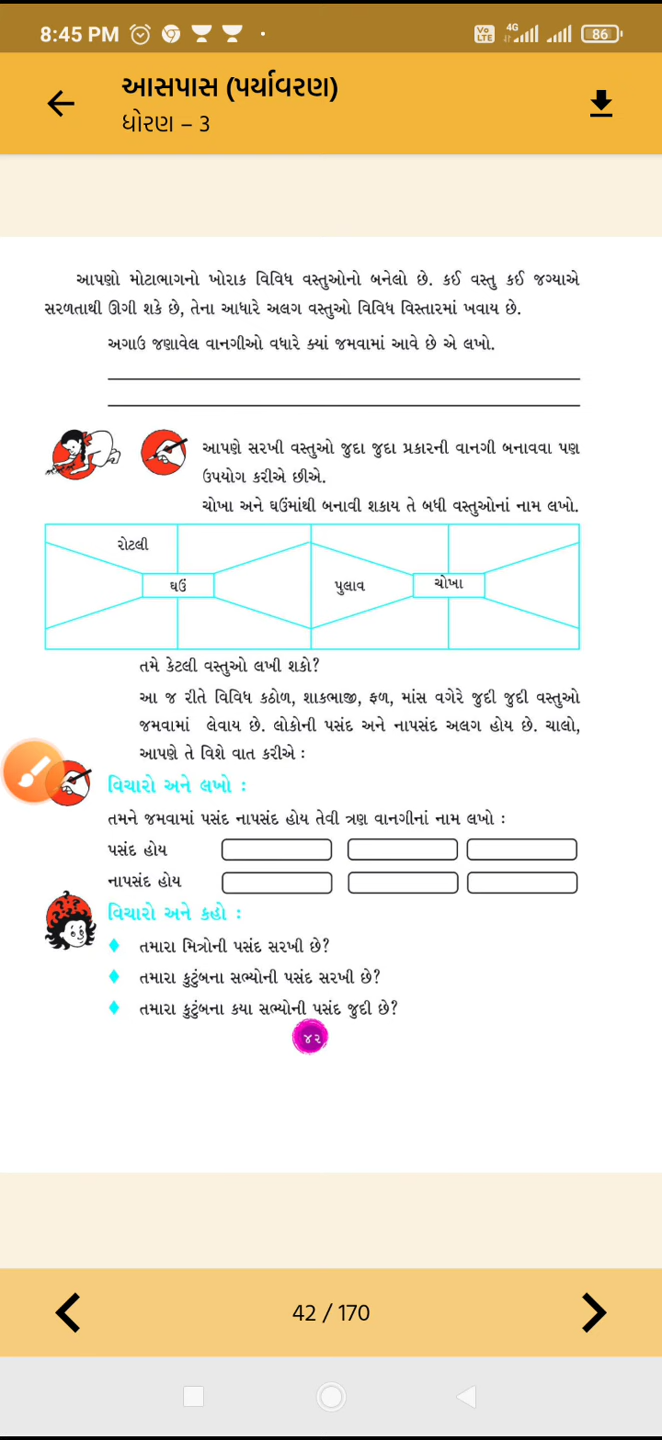 8:45 PM
Vo LTE 4G 86
આસપાસ (પર્યાવરણ)
ધોરણ – 3
આપણો મોટાભાગનો ખોરાક વિવિધ વસ્તુઓનો બનેલો છે. કઈ વસ્તુ કઈ જગ્યાએ
સરળતાથી ઊગી શકે છે, તેના આધારે અલગ વસ્તુઓ વિવિધ વિસ્તારમાં ખવાય છે.
અગાઉ જણાવેલ વાનગીઓ વધારે ક્યાં જમવામાં આવે છે એ લખો.
આપણે સરખી વસ્તુઓ જુદા જુદા પ્રકારની વાનગી બનાવવા પણ
ઉપયોગ કરીએ છીએ.
ચોખા અને ઘઉંમાંથી બનાવી શકાય તે બધી વસ્તુઓનાં નામ લખો.
રોટલી
ઘઉં
પુલાવ
ચોખા
તમે કેટલી વસ્તુઓ લખી શકો?
આ જ રીતે વિવિધ કઠોળ, શાકભાજી, ફળ, માંસ વગેરે જુદી જુદી વસ્તુઓ
જમવામાં લેવાય છે. લોકોની પસંદ અને નાપસંદ અલગ હોય છે. ચાલો,
આપણે તે વિશે વાત કરીએ :
વિચારો અને લખો :
તમને જમવામાં પસંદ નાપસંદ હોય તેવી ત્રણ વાનગીનાં નામ લખો :
પસંદ હોય
નાપસંદ હોય
વિચારો અને કહો :
તમારા મિત્રોની પસંદ સરખી છે?
તમારા કુટુંબના સભ્યોની પસંદ સરખી છે?
તમારા કુટુંબના કયા સભ્યોની પસંદ જુદી છે?
૪૨
42 / 170